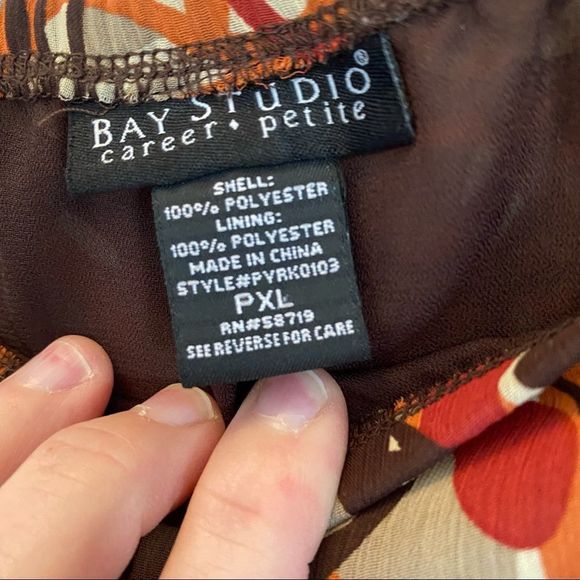 BAY STUDIO®
career • petite
SHELL:
100% POLYESTER
LINING:
100% POLYESTER
MADE IN CHINA
STYLE#PYRK0103
PXL
RN#58719
SEE REVERSE FOR CARE